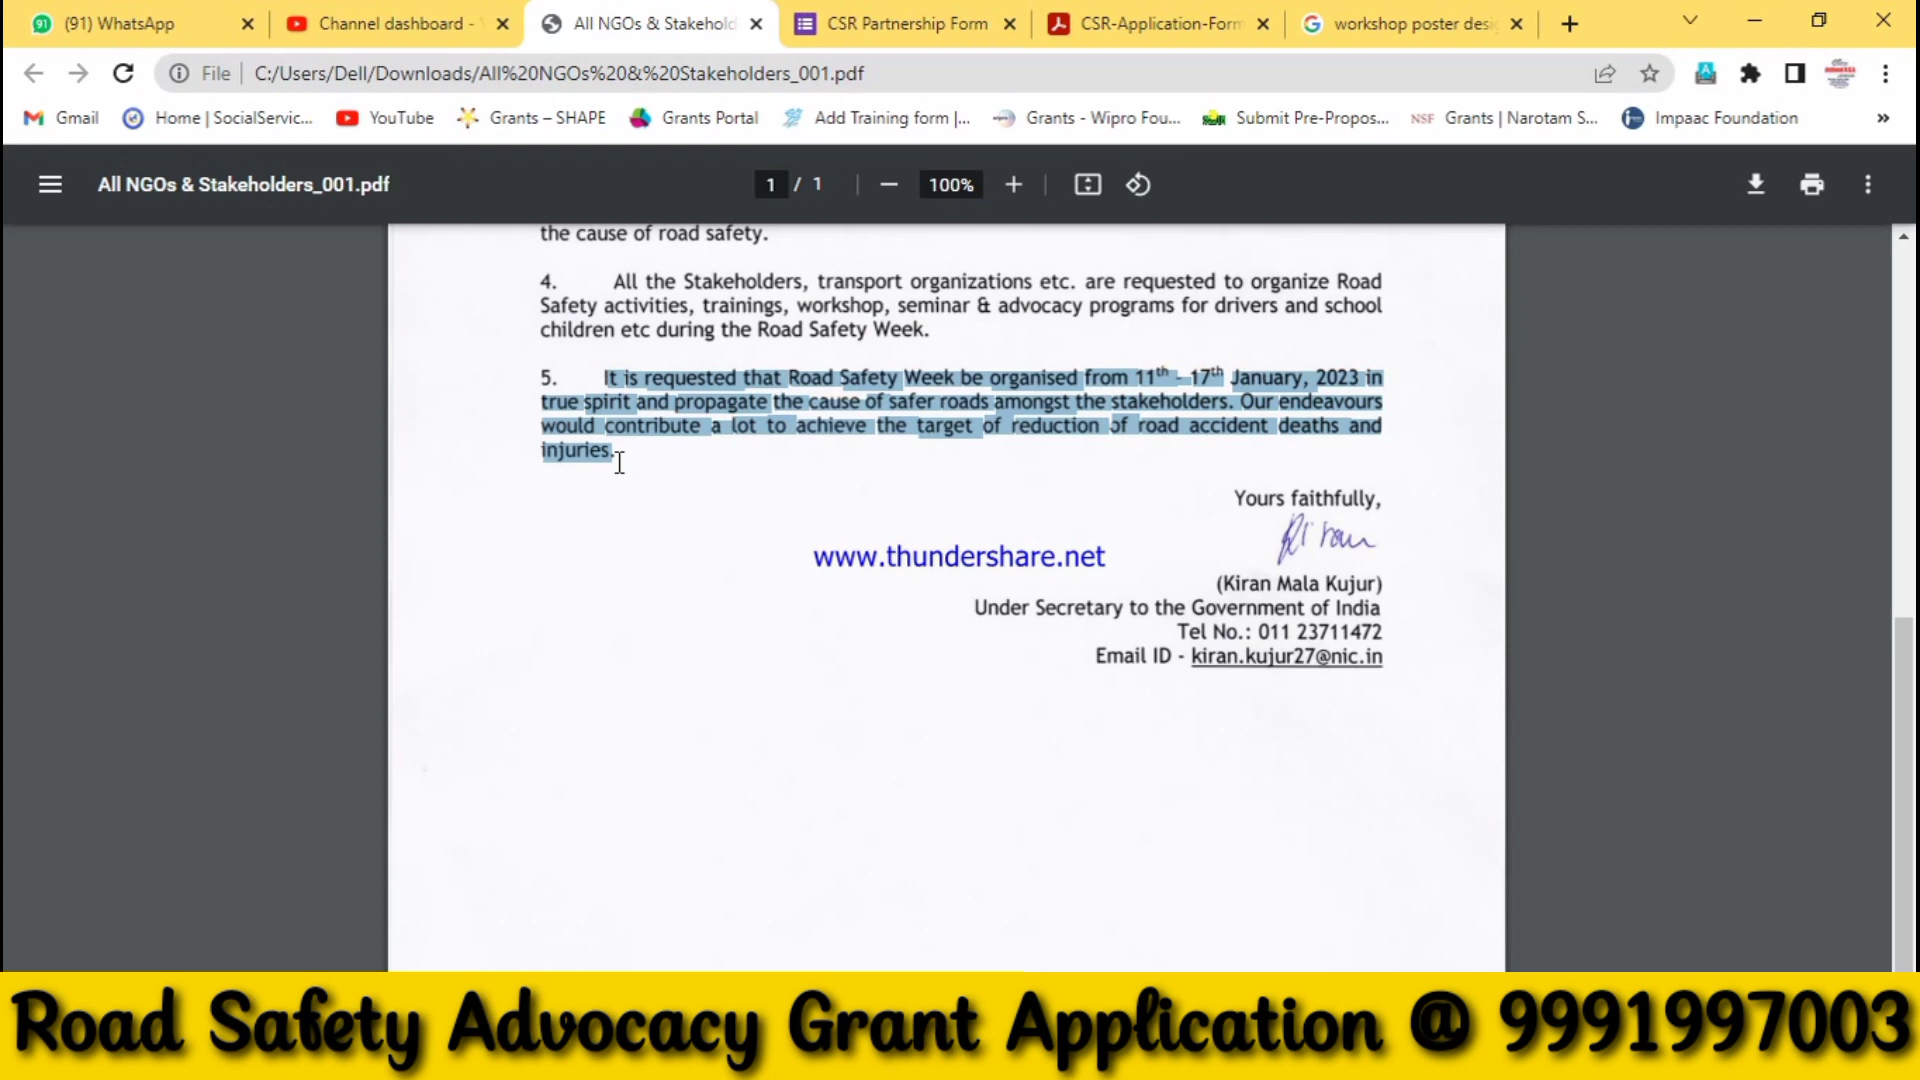 (91) WhatsApp
Channel dashboard -
All NGOs & Stakehold
CSR Partnership Form
CSR-Application-Form
workshop poster desi
File
C:/Users/Dell/Downloads/All%20NGOs%20&%20Stakeholders_001.pdf
Gmail
Home | SocialServic...
YouTube
Grants – SHAPE
Grants Portal
Add Training form |...
Grants - Wipro Fou...
Submit Pre-Propos...
NSF Grants | Narotam S...
Impaac Foundation
»
All NGOs & Stakeholders_001.pdf
1 / 1
100%
the cause of road safety.
4. All the Stakeholders, transport organizations etc. are requested to organize Road
Safety activities, trainings, workshop, seminar & advocacy programs for drivers and school
children etc during the Road Safety Week.
5. It is requested that Road Safety Week be organised from 11th - 17th January, 2023 in
true spirit and propagate the cause of safer roads amongst the stakeholders. Our endeavours
would contribute a lot to achieve the target of reduction of road accident deaths and
injuries.
Yours faithfully,
Kiran
www.thundershare.net
(Kiran Mala Kujur)
Under Secretary to the Government of India
Tel No.: 011 23711472
Email ID - kiran.kujur27@nic.in
Road Safety Advocacy Grant Application @ 9991997003